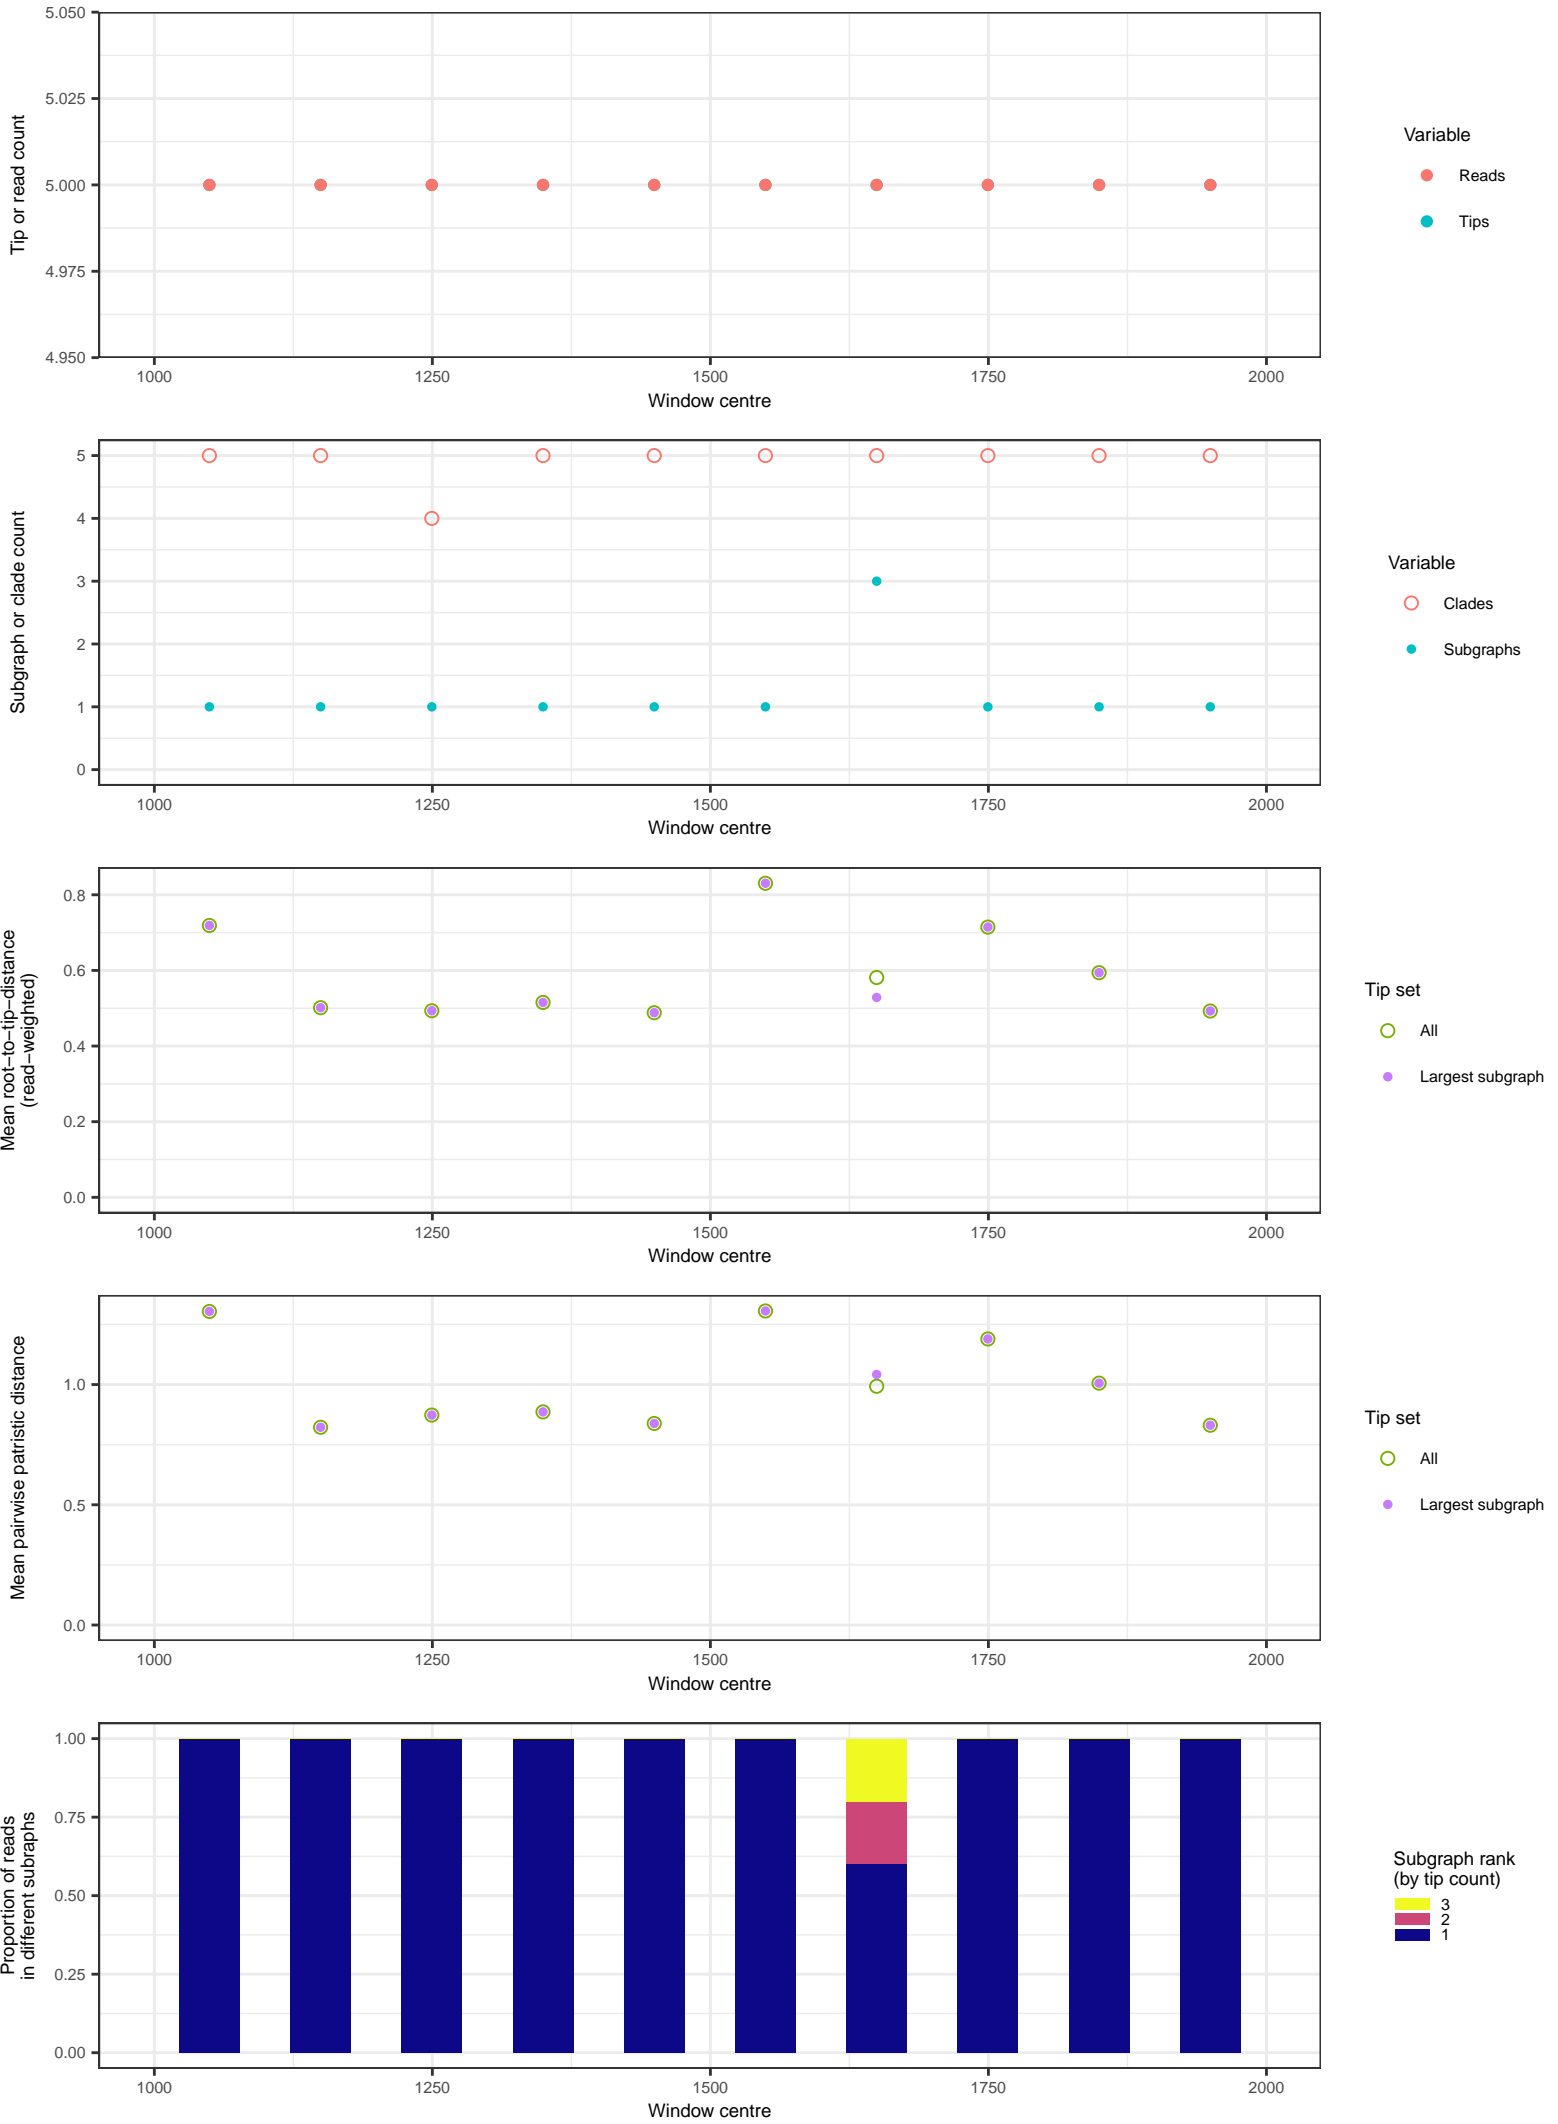 5.050
5.025
5.000
4.975
4.950
Tip or read count
1000 1250 1500 1750 2000
Window centre
Variable
Reads
Tips
5
4
3
2
1
0
Subgraph or clade count
1000 1250 1500 1750 2000
Window centre
Variable
Clades
Subgraphs
0.8
0.6
0.4
0.2
0.0
Mean root−to−tip−distance
(read−weighted)
1000 1250 1500 1750 2000
Window centre
Tip set
All
Largest subgraph
1.0
0.5
0.0
Mean pairwise patristic distance
1000 1250 1500 1750 2000
Window centre
Tip set
All
Largest subgraph
1.00
0.75
0.50
0.25
0.00
Proportion of reads
in different subraphs
1000 1250 1500 1750 2000
Window centre
Subgraph rank
(by tip count)
3
2
1